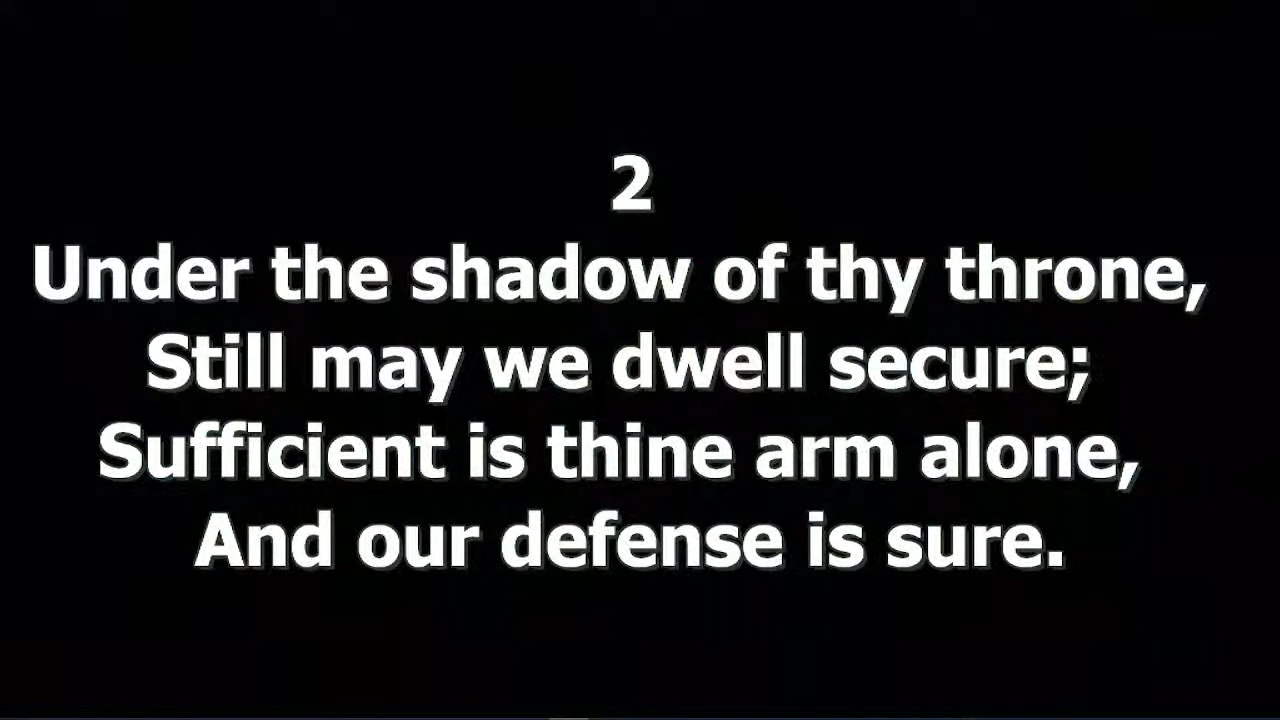 2
Under the shadow of thy throne,
Still may we dwell secure;
Sufficient is thine arm alone,
And our defense is sure.